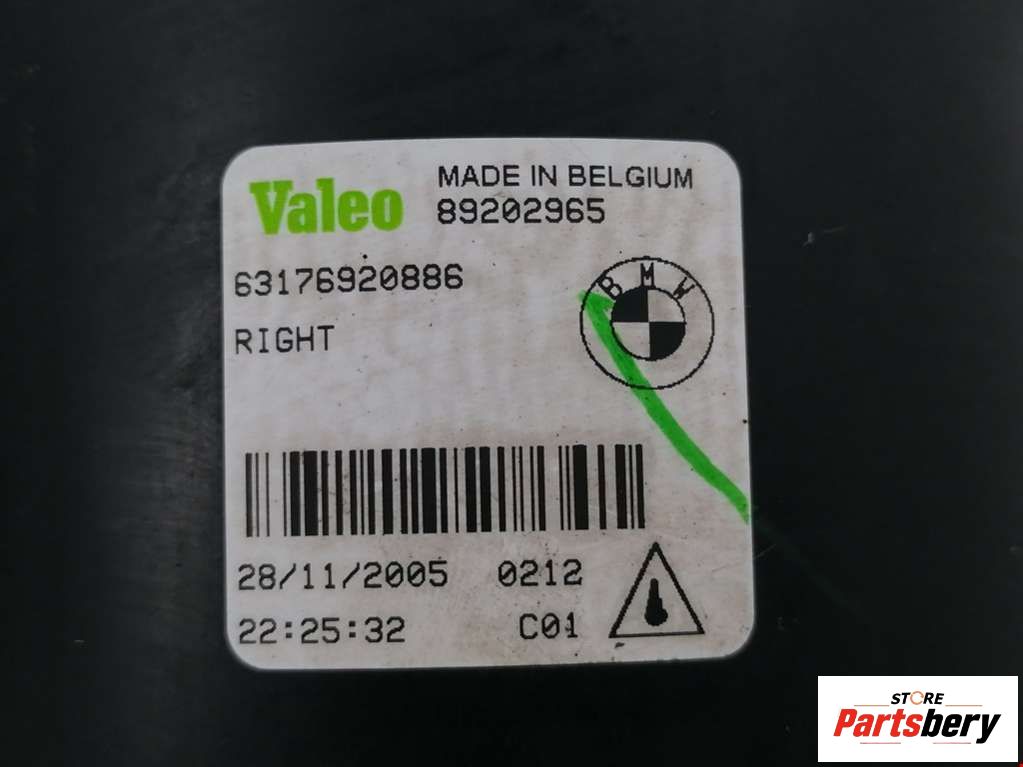 Valeo
MADE IN BELGIUM
89202965
63176920886
BMW
RIGHT
28/11/2005 0212
22:25:32 C01
STORE
Partsbery